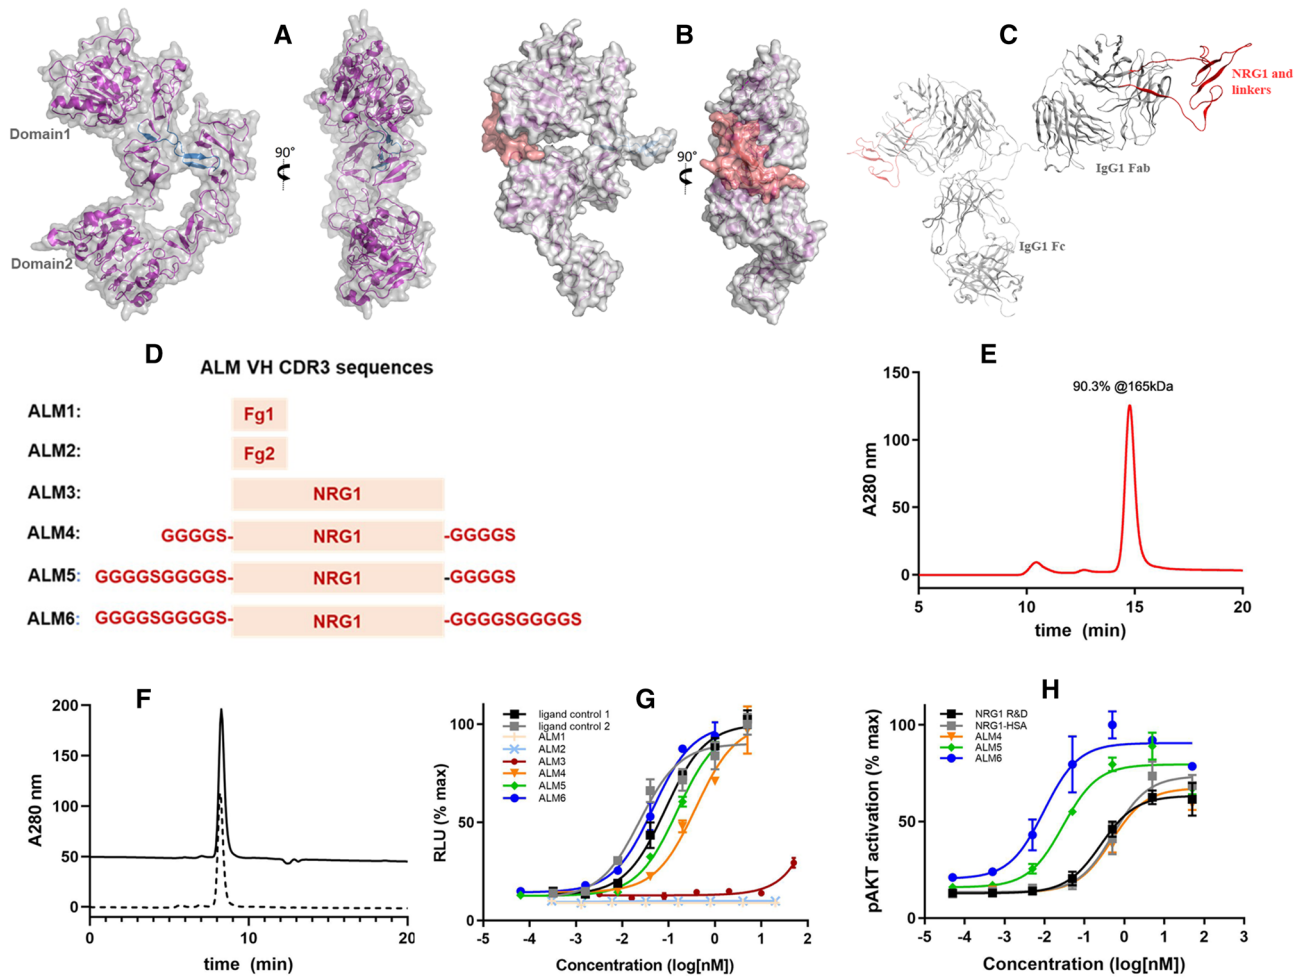 A
B
C
Domain1
Domain2
90°
90°
NRG1 and
linkers
IgG1 Fab
IgG1 Fc
D
ALM VH CDR3 sequences
ALM1:
Fg1
ALM2:
Fg2
ALM3:
NRG1
ALM4:
GGGGS-
NRG1
-GGGGS
ALM5:
GGGGSGGGGS-
NRG1
-GGGGS
ALM6:
GGGGSGGGGS-
NRG1
-GGGGSGGGGS
E
90.3% @165kDa
A280 nm
150
100
50
0
5
10
15
20
time (min)
F
A280 nm
200
150
100
50
0
0
10
20
time (min)
G
ligand control 1
ligand control 2
ALM1
ALM2
ALM3
ALM4
ALM5
ALM6
RLU (% max)
100
50
0
-5
-4
-3
-2
-1
0
1
2
Concentration (log[nM])
H
NRG1 R&D
NRG1-HSA
ALM4
ALM5
ALM6
pAKT activation (% max)
100
50
0
-5
-4
-3
-2
-1
0
1
2
3
Concentration (log[nM])